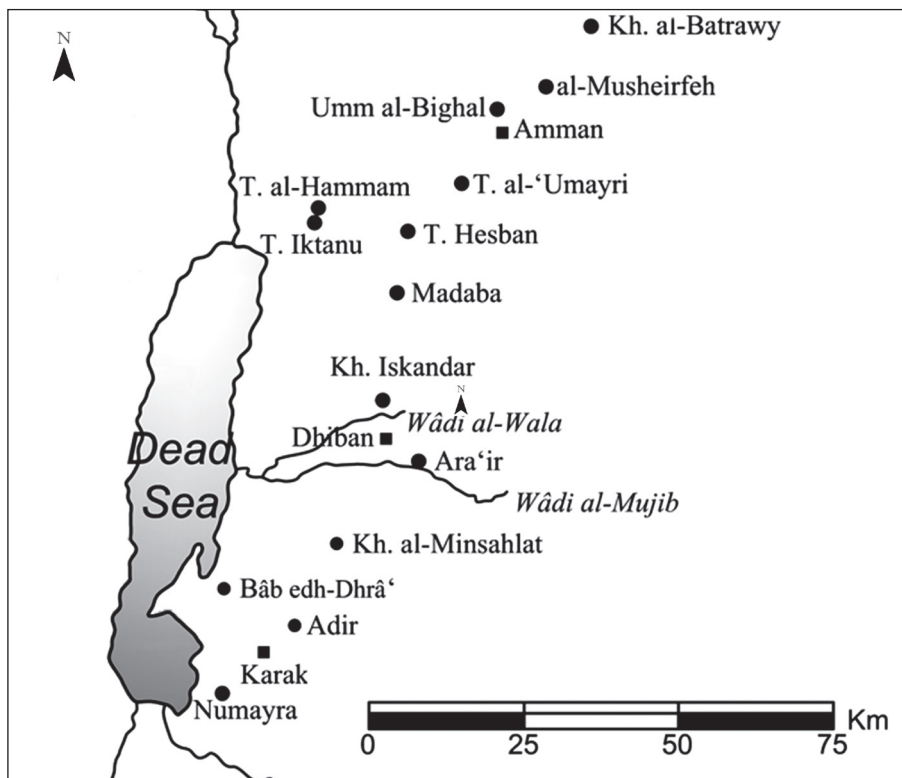 N
Kh. al-Batrawy
al-Musheirfeh
Umm al-Bighal
Amman
T. al-‘Umayri
T. al-Hammam
T. Iktanu
T. Hesban
Madaba
Kh. Iskandar
N
Wâdi al-Wala
Dhiban
Ara‘ir
Dead
Sea
Wâdi al-Mujib
Kh. al-Minsahlat
Bâb edh-Dhrâ‘
Adir
Karak
Numayra
Km
0 25 50 75